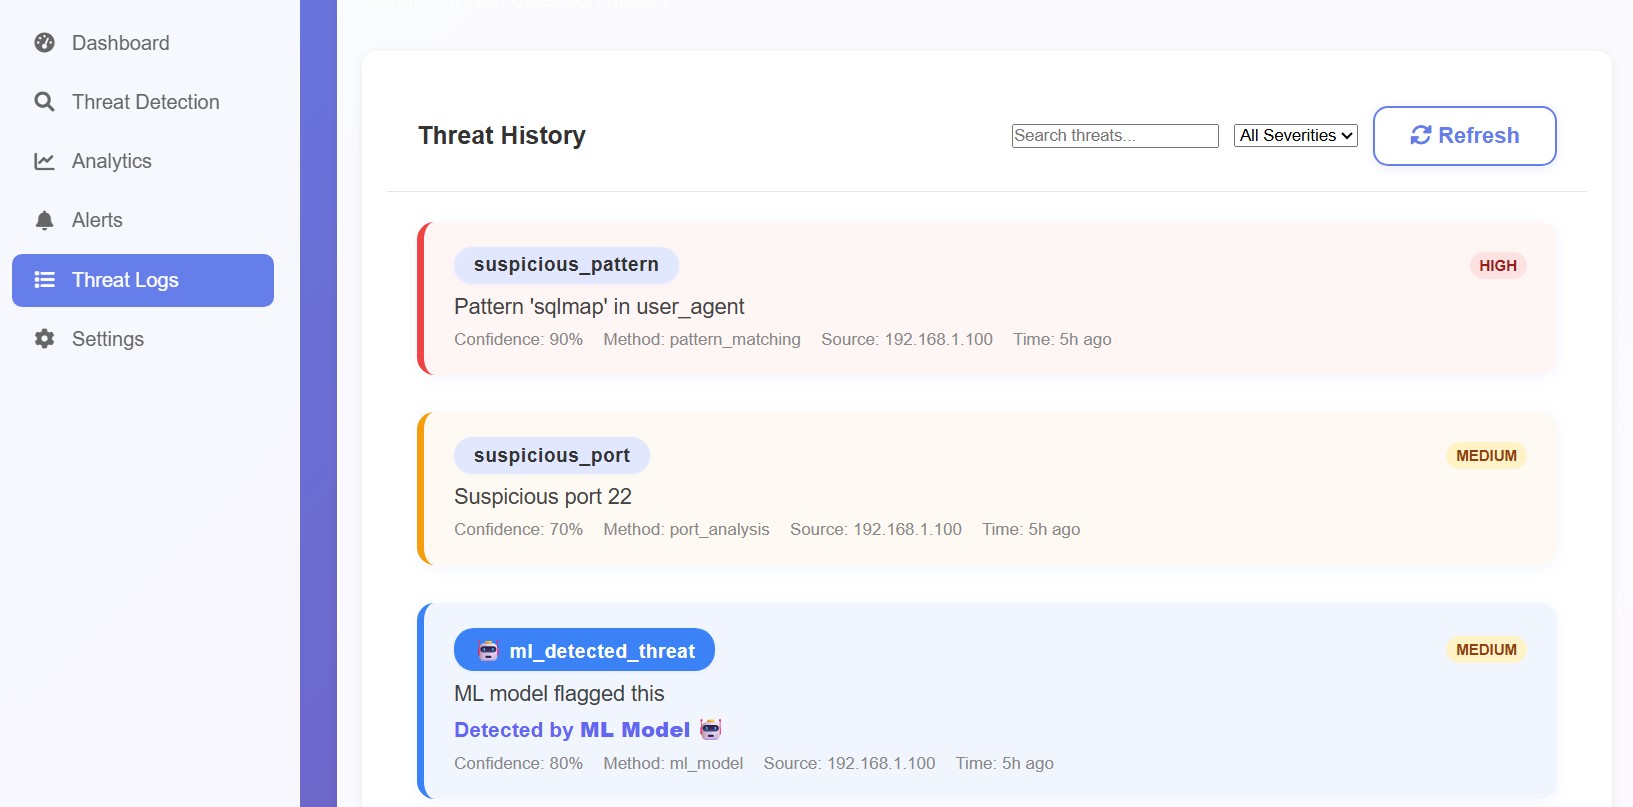 Dashboard
Threat Detection
Analytics
Alerts
Threat Logs
Settings
Threat History
Search threats...
All Severities
Refresh
suspicious_pattern
HIGH
Pattern 'sqlmap' in user_agent
Confidence: 90% Method: pattern_matching Source: 192.168.1.100 Time: 5h ago
suspicious_port
MEDIUM
Suspicious port 22
Confidence: 70% Method: port_analysis Source: 192.168.1.100 Time: 5h ago
ml_detected_threat
MEDIUM
ML model flagged this
Detected by ML Model
Confidence: 80% Method: ml_model Source: 192.168.1.100 Time: 5h ago